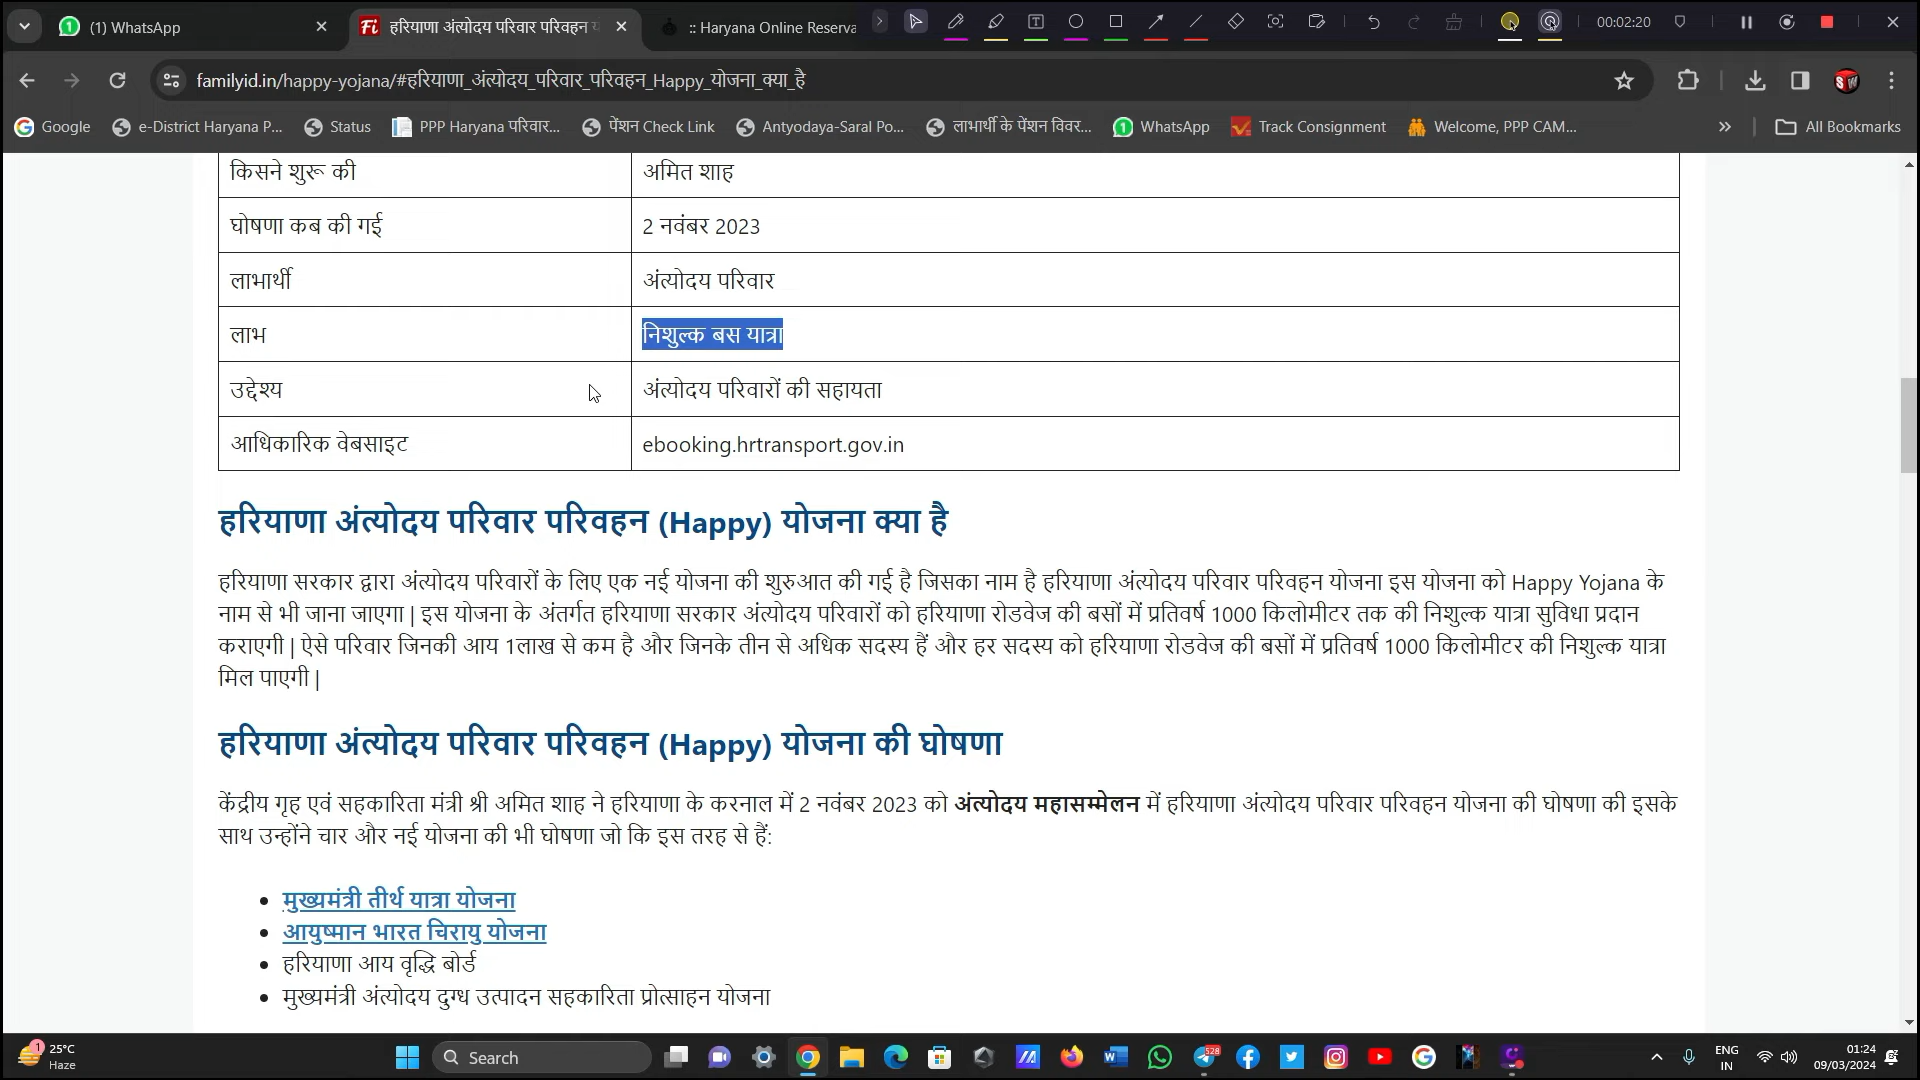 (1) WhatsApp
हरियाणा अंत्योदय परिवार परिवहन
:: Haryana Online Reserva
00:02:20
familyid.in/happy-yojana/#हरियाणा_अंत्योदय_परिवार_परिवहन_Happy_योजना_क्या_है
Google e-District Haryana P... Status PPP Haryana परिवार... पेंशन Check Link Antyodaya-Saral Po... लाभार्थी के पेंशन विवर... WhatsApp Track Consignment Welcome, PPP CAM... » All Bookmarks
किसने शुरू की अमित शाह
घोषणा कब की गई 2 नवंबर 2023
लाभार्थी अंत्योदय परिवार
लाभ निशुल्क बस यात्रा
उद्देश्य अंत्योदय परिवारों की सहायता
आधिकारिक वेबसाइट ebooking.hrtransport.gov.in
हरियाणा अंत्योदय परिवार परिवहन (Happy) योजना क्या है
हरियाणा सरकार द्वारा अंत्योदय परिवारों के लिए एक नई योजना की शुरुआत की गई है जिसका नाम है हरियाणा अंत्योदय परिवार परिवहन योजना इस योजना को Happy Yojana के
नाम से भी जाना जाएगा | इस योजना के अंतर्गत हरियाणा सरकार अंत्योदय परिवारों को हरियाणा रोडवेज की बसों में प्रतिवर्ष 1000 किलोमीटर तक की निशुल्क यात्रा सुविधा प्रदान
कराएगी | ऐसे परिवार जिनकी आय 1लाख से कम है और जिनके तीन से अधिक सदस्य हैं और हर सदस्य को हरियाणा रोडवेज की बसों में प्रतिवर्ष 1000 किलोमीटर की निशुल्क यात्रा
मिल पाएगी |
हरियाणा अंत्योदय परिवार परिवहन (Happy) योजना की घोषणा
केंद्रीय गृह एवं सहकारिता मंत्री श्री अमित शाह ने हरियाणा के करनाल में 2 नवंबर 2023 को अंत्योदय महासम्मेलन में हरियाणा अंत्योदय परिवार परिवहन योजना की घोषणा की इसके
साथ उन्होंने चार और नई योजना की भी घोषणा जो कि इस तरह से हैं:
• मुख्यमंत्री तीर्थ यात्रा योजना
• आयुष्मान भारत चिरायु योजना
• हरियाणा आय वृद्धि बोर्ड
• मुख्यमंत्री अंत्योदय दुग्ध उत्पादन सहकारिता प्रोत्साहन योजना
1
25°C
Haze
Search
528
ENG
IN
01:24
09/03/2024